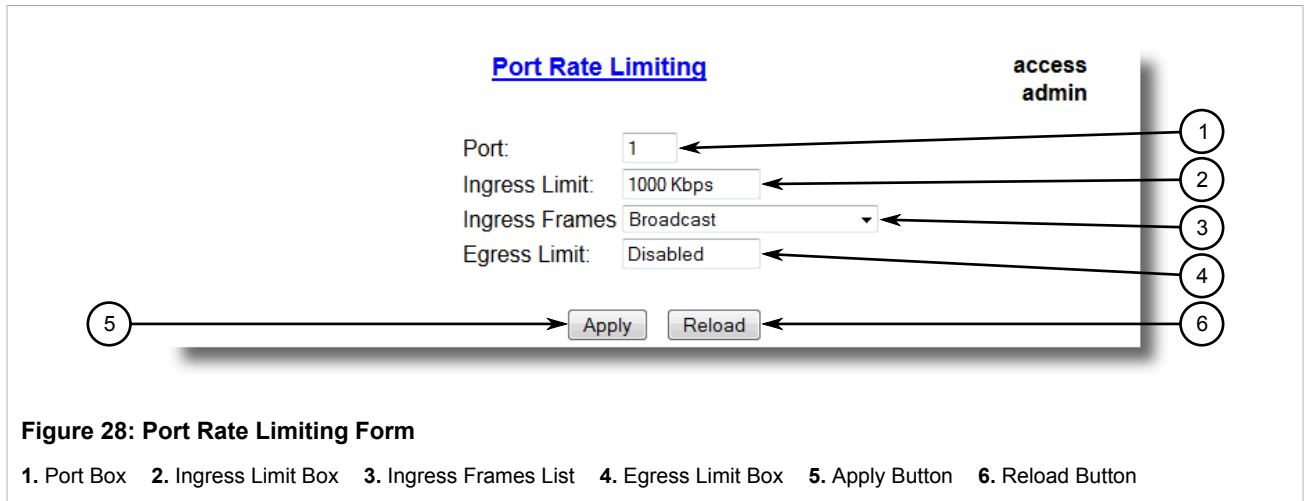 Port Rate Limiting
access
admin
Port: 1
1
Ingress Limit: 1000 Kbps
2
Ingress Frames Broadcast
3
Egress Limit: Disabled
4
5
Apply Reload
6
Figure 28: Port Rate Limiting Form
1. Port Box 2. Ingress Limit Box 3. Ingress Frames List 4. Egress Limit Box 5. Apply Button 6. Reload Button